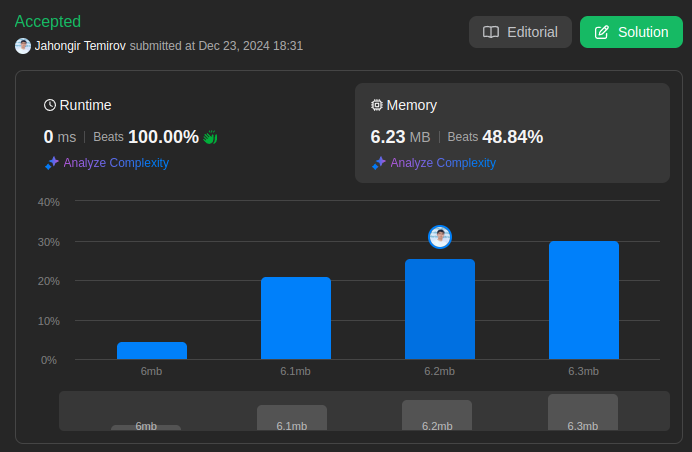 Accepted
Jahongir Temirov submitted at Dec 23, 2024 18:31
Editorial
Solution
Runtime
0 ms | Beats 100.00%
Analyze Complexity
Memory
6.23 MB | Beats 48.84%
Analyze Complexity
40%
30%
20%
10%
0%
6mb 6.1mb 6.2mb 6.3mb
6mb 6.1mb 6.2mb 6.3mb